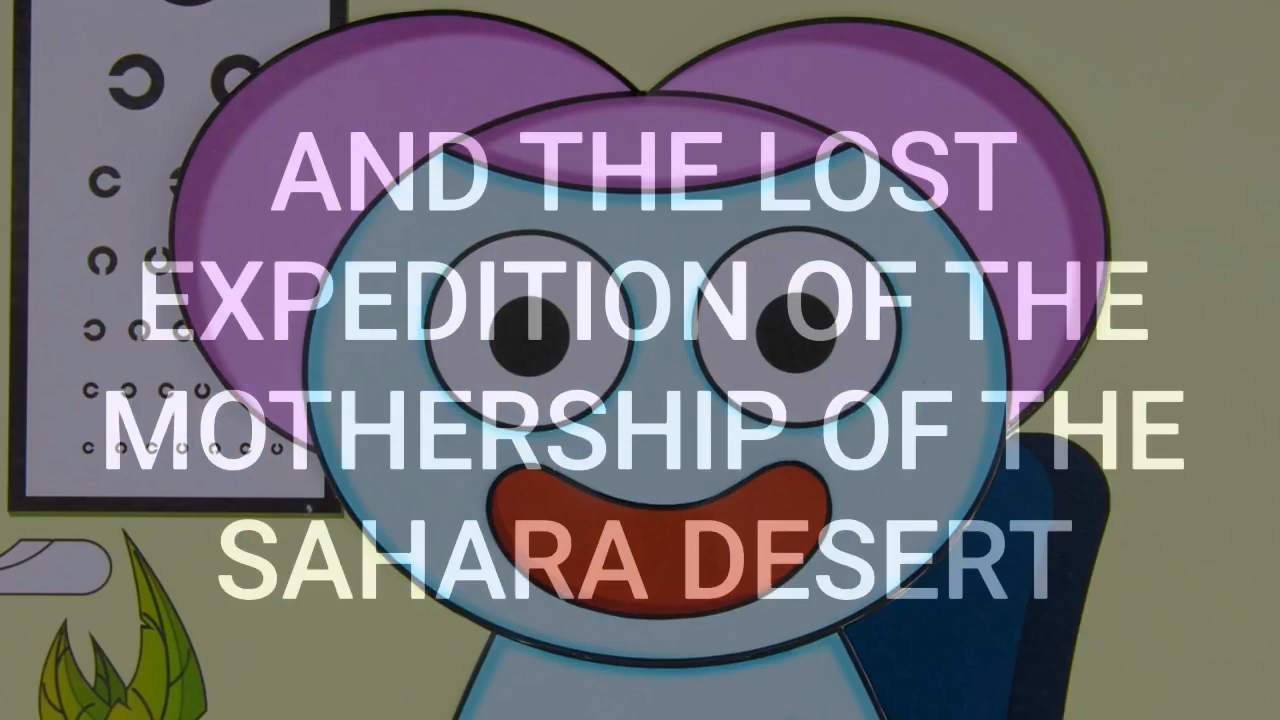 AND THE LOST
EXPEDITION OF THE
MOTHERSHIP OF THE
SAHARA DESERT